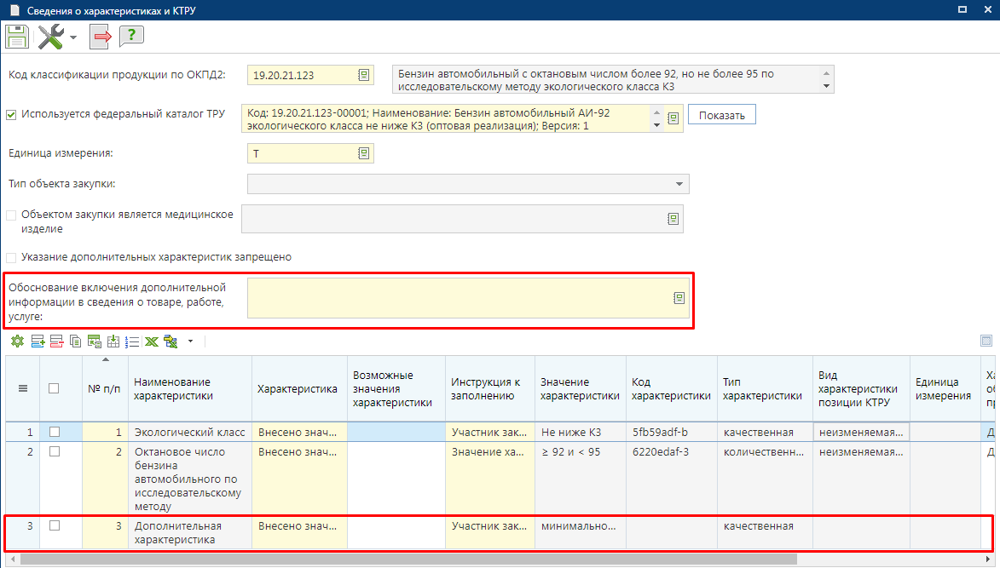 Сведения о характеристиках и КТРУ
?
Код классификации продукции по ОКПД2:
19.20.21.123
Бензин автомобильный с октановым числом более 92, но не более 95 по
исследовательскому методу экологического класса К3
Используется федеральный каталог ТРУ
Код: 19.20.21.123-00001; Наименование: Бензин автомобильный АИ-92
экологического класса не ниже К3 (оптовая реализация); Версия: 1
Показать
Единица измерения:
Т
Тип объекта закупки:
Объектом закупки является медицинское
изделие
Указание дополнительных характеристик запрещено
Обоснование включения дополнительной
информации в сведения о товаре, работе,
услуге:
№ п/п
Наименование
характеристики
Характеристика
Возможные
значения
характеристики
Инструкция к
заполнению
Значение
характеристики
Код
характеристики
Тип
характеристики
Вид
характеристики
позиции КТРУ
Единица
измерения
Ха
об
пр
1 1 Экологический класс Внесено знач... Участник зак... Не ниже К3 5fb59adf-b качественная неизменяемая... Д
2 2 Октановое число Внесено знач... Значение ха... ≥ 92 и < 95 6220edaf-3 количественн... неизменяемая... Д
бензина
автомобильного по
исследовательскому
методу
3 3 Дополнительная Внесено знач... Участник зак... минимально... качественная
характеристика